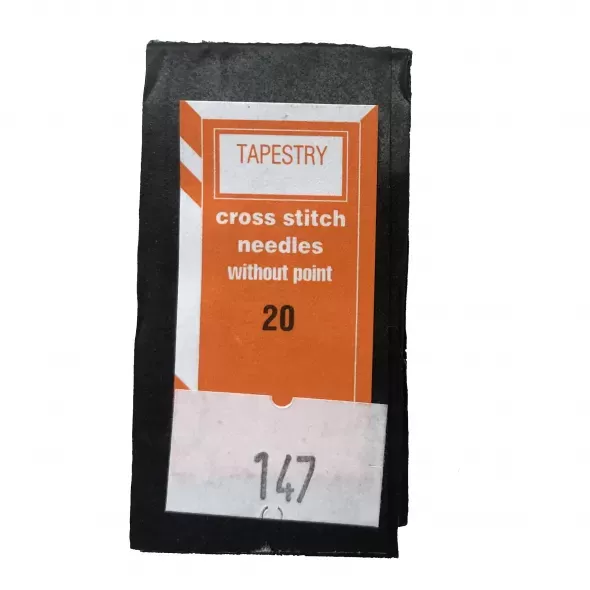 TAPESTRY
cross stitch
needles
without point
20
147